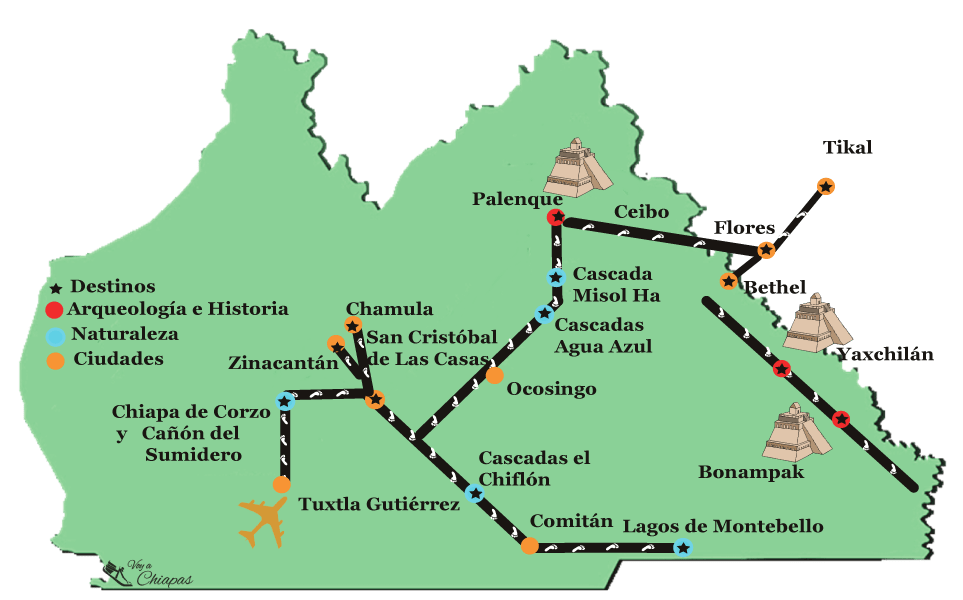 Tikal
Palenque
Ceibo
Flores
Cascada
Misol Ha
Bethel
Destinos
Arqueología e Historia
Naturaleza
Ciudades
Chamula
San Cristóbal
de Las Casas
Cascadas
Agua Azul
Yaxchilán
Zinacantán
Ocosingo
Chiapa de Corzo
y Cañón del
Sumidero
Cascadas el
Chiflón
Bonampak
Tuxtla Gutiérrez
Comitán
Lagos de Montebello
Voy a
Chiapas